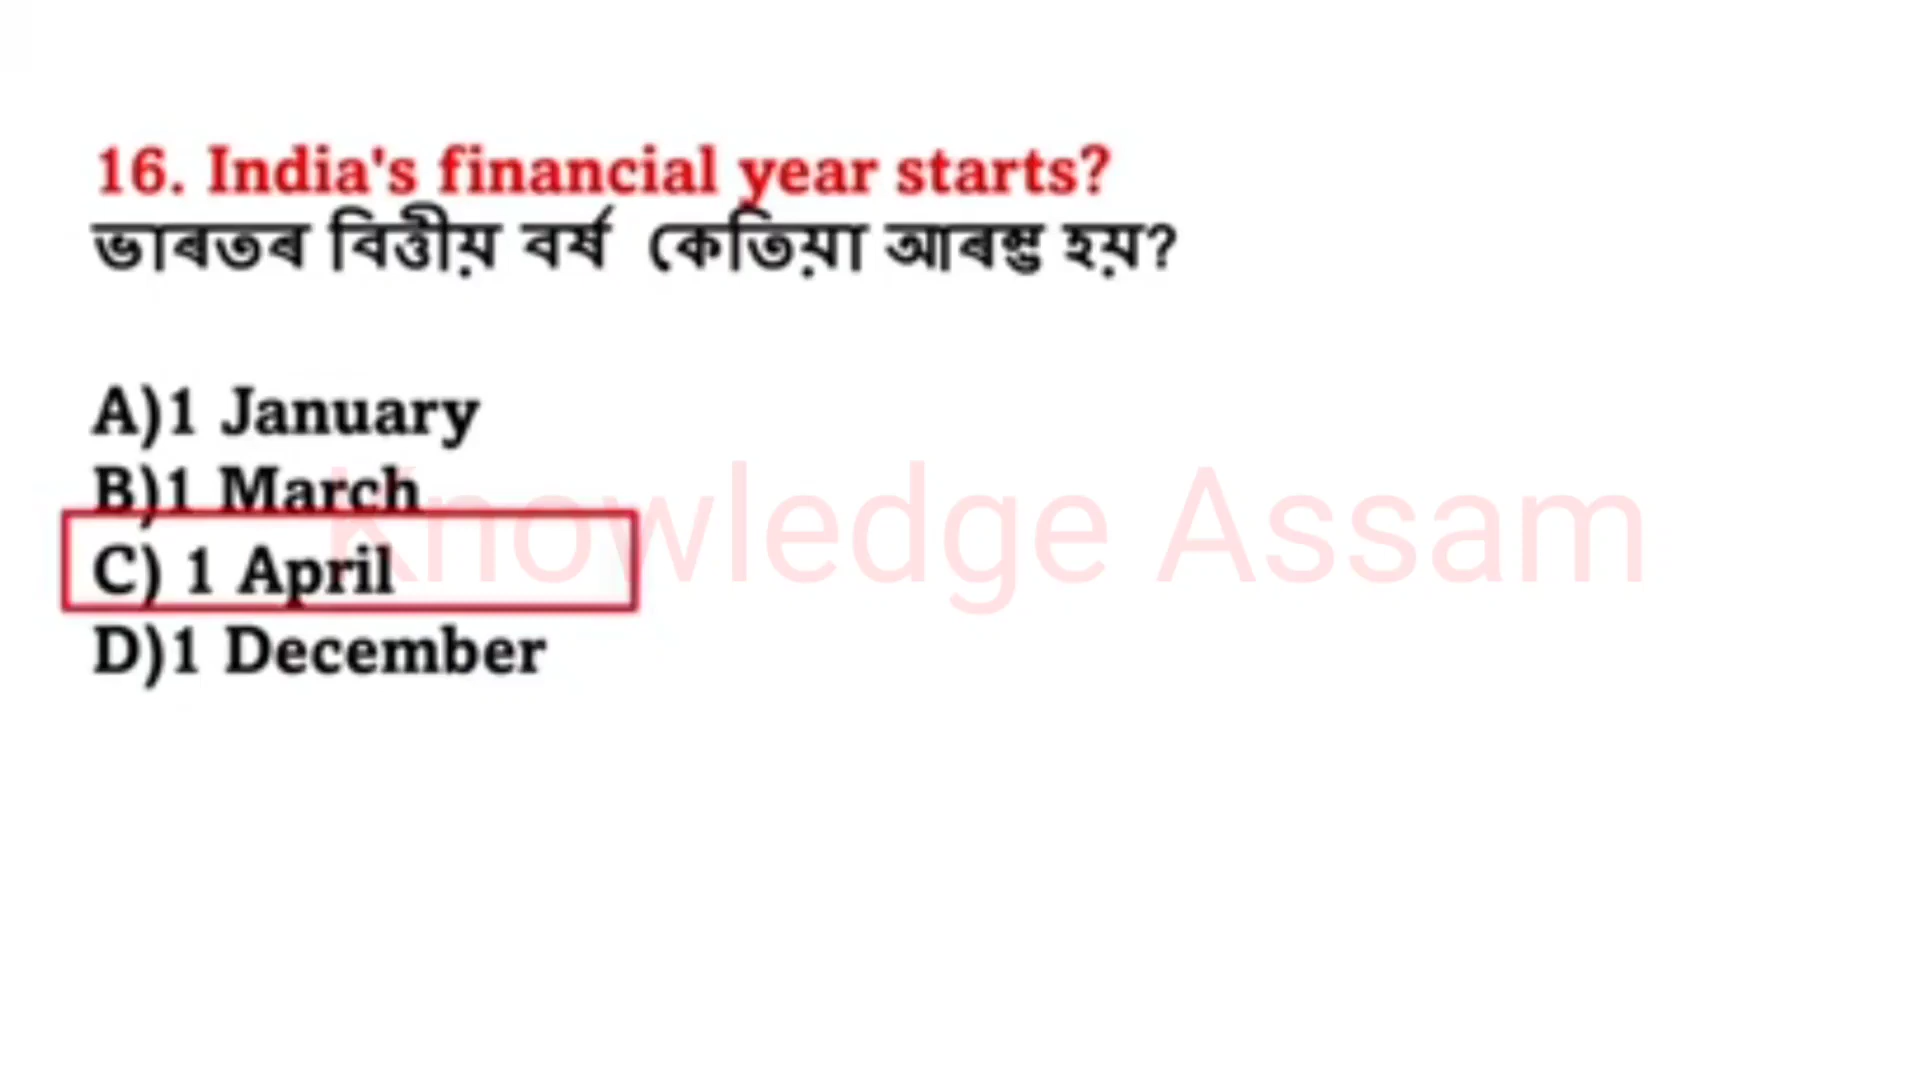 16. India's financial year starts?
ভাৰতৰ বিত্তীয় বৰ্ষ কেতিয়া আৰম্ভ হয়?
A)1 January
B)1 March
C) 1 April
D)1 December
Knowledge Assam